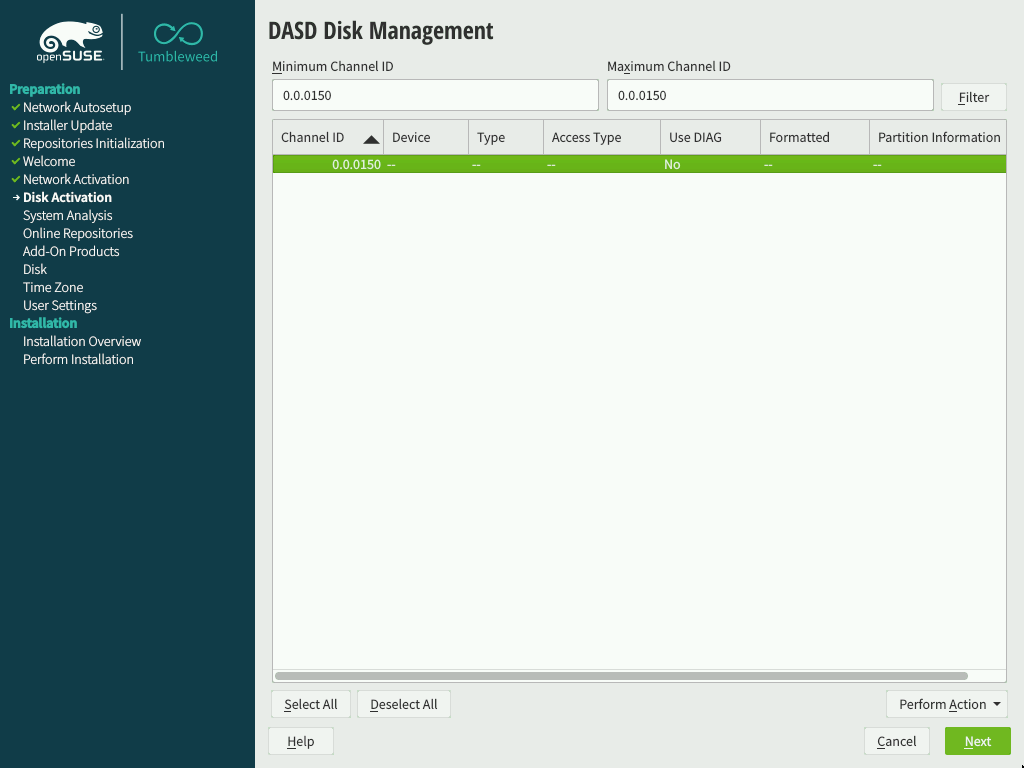 openSUSE
Tumbleweed
Preparation
Network Autosetup
Installer Update
Repositories Initialization
Welcome
Network Activation
Disk Activation
System Analysis
Online Repositories
Add-On Products
Disk
Time Zone
User Settings
Installation
Installation Overview
Perform Installation
DASD Disk Management
Minimum Channel ID Maximum Channel ID
0.0.0150 0.0.0150 Filter
Channel ID Device Type Access Type Use DIAG Formatted Partition Information
0.0.0150 -- -- -- No -- --
Select All Deselect All Perform Action
Help Cancel Next